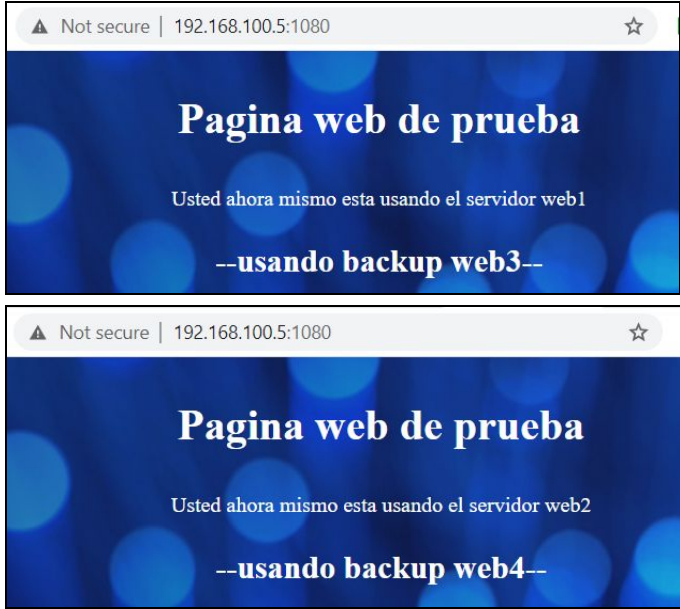 Not secure | 192.168.100.5:1080
Pagina web de prueba
Usted ahora mismo esta usando el servidor web1
--usando backup web3--
Not secure | 192.168.100.5:1080
Pagina web de prueba
Usted ahora mismo esta usando el servidor web2
--usando backup web4--